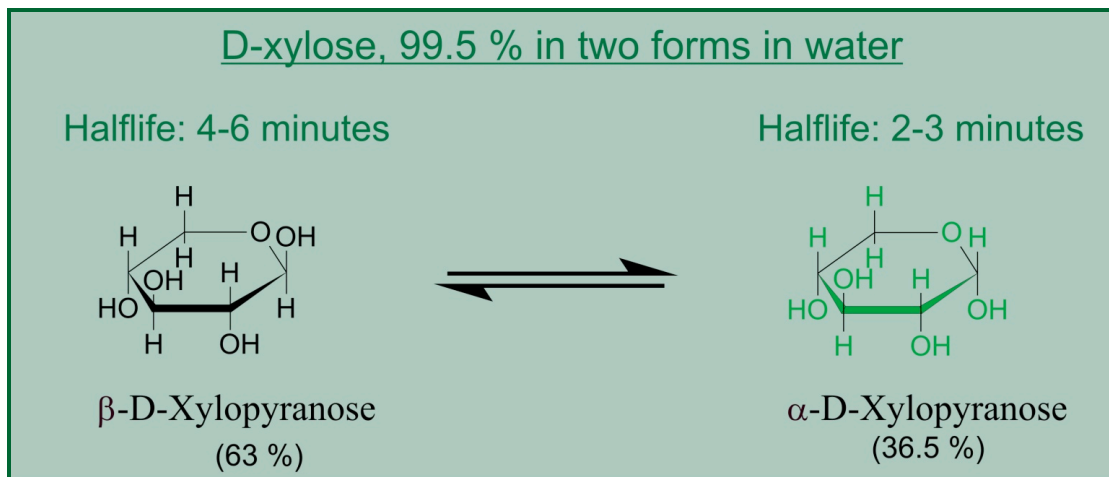 D-xylose, 99.5 % in two forms in water
Halflife: 4-6 minutes
Halflife: 2-3 minutes
H
O OH
H
H
H
OH
H
HO
H
H
OH
H
O H
H
H
H
OH
HO
OH
H
OH
β-D-Xylopyranose
(63 %)
α-D-Xylopyranose
(36.5 %)